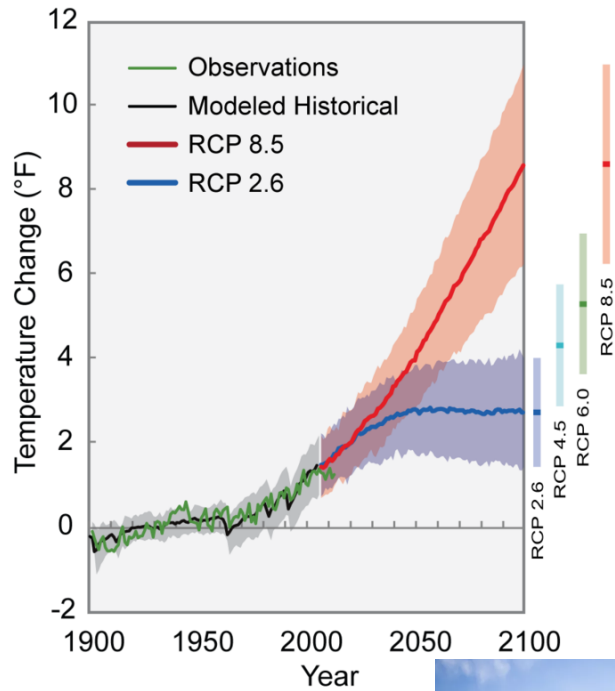 12
10
8
6
4
2
0
-2
Temperature Change (°F)
Observations
Modeled Historical
RCP 8.5
RCP 2.6
1900
1950
2000
2050
2100
Year
RCP 2.6
RCP 4.5
RCP 6.0
RCP 8.5